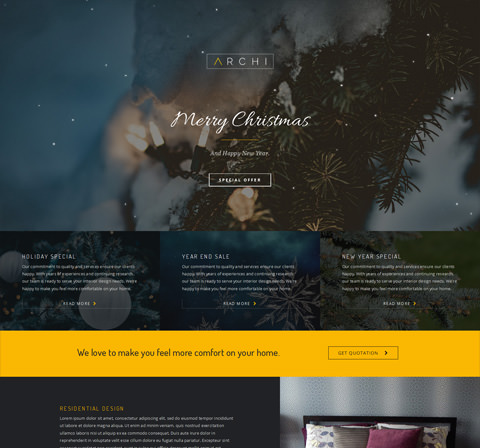 ARCHI
Merry Christmas
And Happy New Year.
SPECIAL OFFER
HOLIDAY SPECIAL
Our commitment to quality and services ensure our clients
happy. With years of experiences and continuing research,
our team is ready to serve your interior design needs. We're
happy to make you feel more comfortable on your home.
READ MORE
YEAR END SALE
Our commitment to quality and services ensure our clients
happy. With years of experiences and continuing research,
our team is ready to serve your interior design needs. We're
happy to make you feel more comfortable on your home.
READ MORE
NEW YEAR SPECIAL
Our commitment to quality and services ensure our clients
happy. With years of experiences and continuing research,
our team is ready to serve your interior design needs. We're
happy to make you feel more comfortable on your home.
READ MORE
We love to make you feel more comfort on your home.
GET QUOTATION
RESIDENTIAL DESIGN
Lorem ipsum dolor sit amet, consectetur adipiscing elit, sed do eiusmod tempor incididunt
ut labore et dolore magna aliqua. Ut enim ad minim veniam, quis nostrud exercitation
ullamco laboris nisi ut aliquip ex ea commodo consequat. Duis aute irure dolor in
reprehenderit in voluptate velit esse cillum dolore eu fugiat nulla pariatur. Excepteur sint